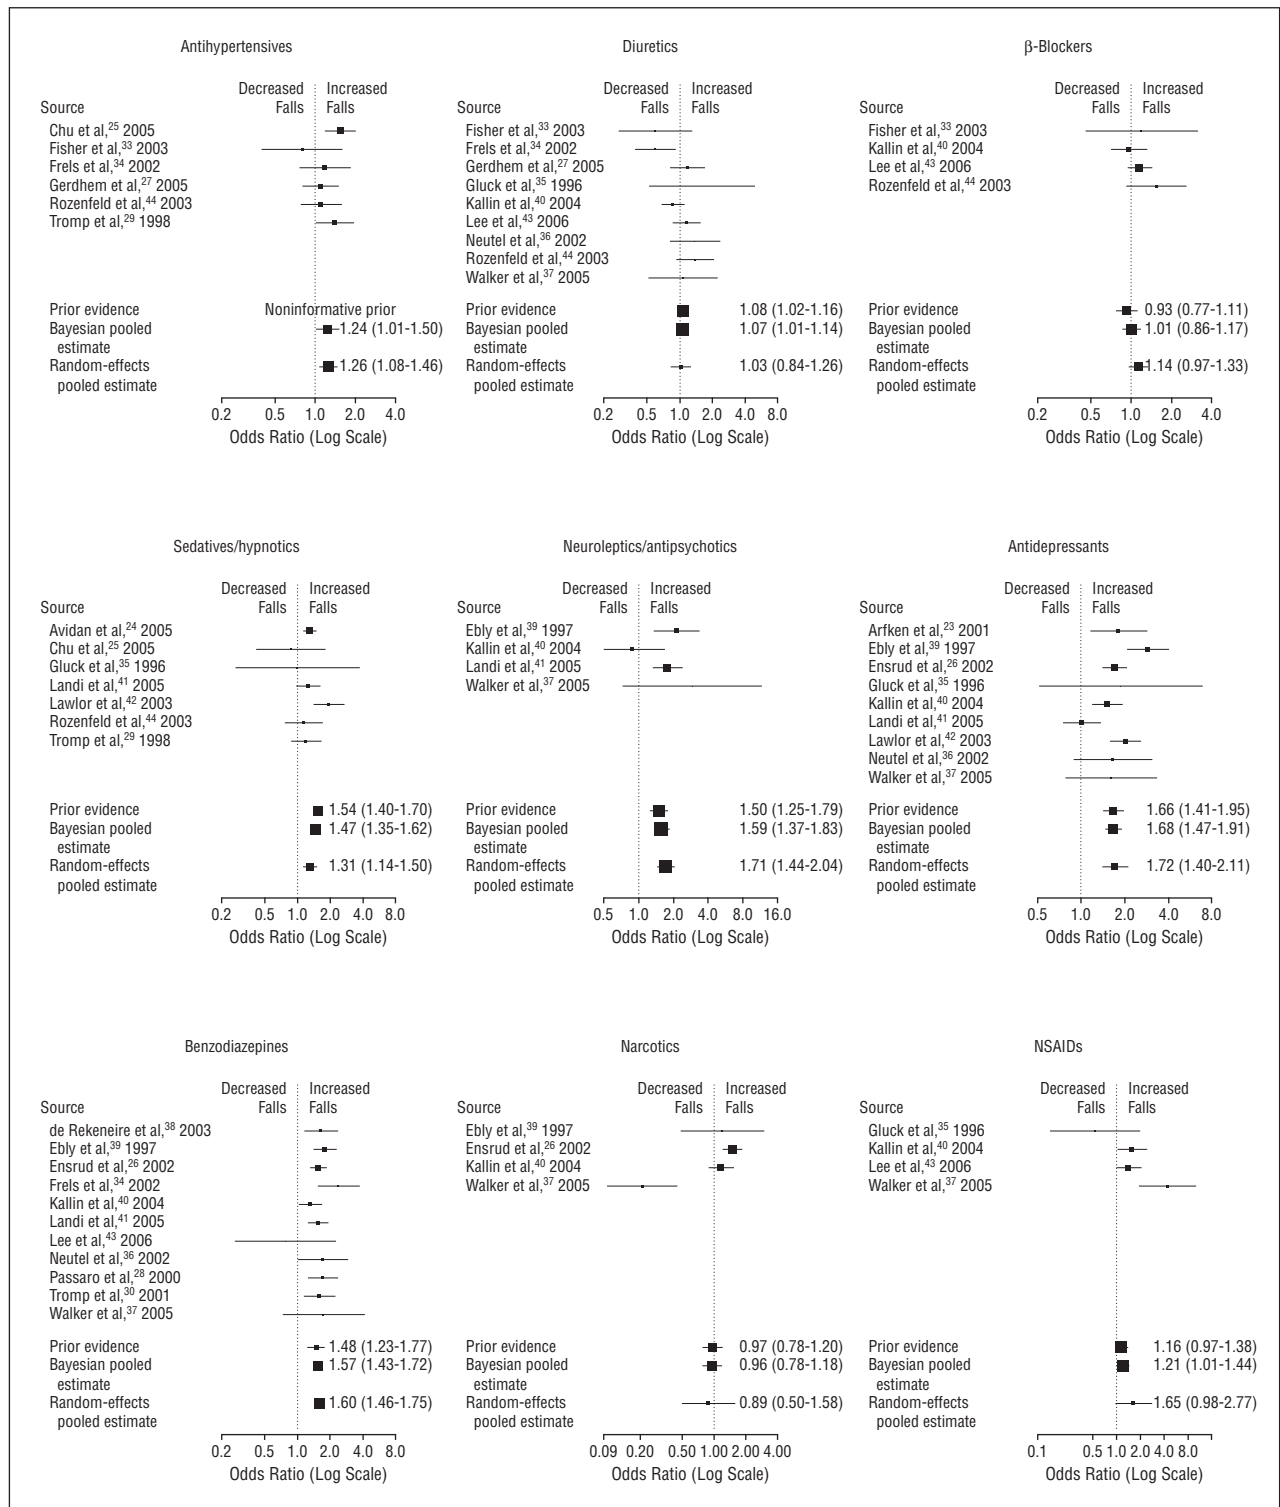 Antihypertensives
Decreased Increased
Falls Falls
Source
Chu et al,25 2005
Fisher et al,33 2003
Frels et al,34 2002
Gerdhem et al,27 2005
Rozenfeld et al,44 2003
Tromp et al,29 1998
Prior evidence Noninformative prior
Bayesian pooled 1.24 (1.01-1.50)
estimate
Random-effects 1.26 (1.08-1.46)
pooled estimate
0.2 0.5 1.0 2.0 4.0
Odds Ratio (Log Scale)
Diuretics
Decreased Increased
Falls Falls
Source
Fisher et al,33 2003
Frels et al,34 2002
Gerdhem et al,27 2005
Gluck et al,35 1996
Kallin et al,40 2004
Lee et al,43 2006
Neutel et al,36 2002
Rozenfeld et al,44 2003
Walker et al,37 2005
Prior evidence 1.08 (1.02-1.16)
Bayesian pooled 1.07 (1.01-1.14)
estimate
Random-effects 1.03 (0.84-1.26)
pooled estimate
0.2 0.5 1.0 2.0 4.0 8.0
Odds Ratio (Log Scale)
β-Blockers
Decreased Increased
Falls Falls
Source
Fisher et al,33 2003
Kallin et al,40 2004
Lee et al,43 2006
Rozenfeld et al,44 2003
Prior evidence 0.93 (0.77-1.11)
Bayesian pooled 1.01 (0.86-1.17)
estimate
Random-effects 1.14 (0.97-1.33)
pooled estimate
0.2 0.5 1.0 2.0 4.0
Odds Ratio (Log Scale)
Sedatives/hypnotics
Decreased Increased
Falls Falls
Source
Avidan et al,24 2005
Chu et al,25 2005
Gluck et al,35 1996
Landi et al,41 2005
Lawlor et al,42 2003
Rozenfeld et al,44 2003
Tromp et al,29 1998
Prior evidence 1.54 (1.40-1.70)
Bayesian pooled 1.47 (1.35-1.62)
estimate
Random-effects 1.31 (1.14-1.50)
pooled estimate
0.2 0.5 1.0 2.0 4.0 8.0
Odds Ratio (Log Scale)
Neuroleptics/antipsychotics
Decreased Increased
Falls Falls
Source
Ebly et al,39 1997
Kallin et al,40 2004
Landi et al,41 2005
Walker et al,37 2005
Prior evidence 1.50 (1.25-1.79)
Bayesian pooled 1.59 (1.37-1.83)
estimate
Random-effects 1.71 (1.44-2.04)
pooled estimate
0.5 1.0 2.0 4.0 8.0 16.0
Odds Ratio (Log Scale)
Antidepressants
Decreased Increased
Falls Falls
Source
Arfken et al,23 2001
Ebly et al,39 1997
Ensrud et al,26 2002
Gluck et al,35 1996
Kallin et al,40 2004
Landi et al,41 2005
Lawlor et al,42 2003
Neutel et al,36 2002
Walker et al,37 2005
Prior evidence 1.66 (1.41-1.95)
Bayesian pooled 1.68 (1.47-1.91)
estimate
Random-effects 1.72 (1.40-2.11)
pooled estimate
0.5 1.0 2.0 4.0 8.0
Odds Ratio (Log Scale)
Benzodiazepines
Decreased Increased
Falls Falls
Source
de Rekeneire et al,38 2003
Ebly et al,39 1997
Ensrud et al,26 2002
Frels et al,34 2002
Kallin et al,40 2004
Landi et al,41 2005
Lee et al,43 2006
Neutel et al,36 2002
Passaro et al,28 2000
Tromp et al,30 2001
Walker et al,37 2005
Prior evidence 1.48 (1.23-1.77)
Bayesian pooled 1.57 (1.43-1.72)
estimate
Random-effects 1.60 (1.46-1.75)
pooled estimate
0.2 0.5 1.0 2.0 4.0 8.0
Odds Ratio (Log Scale)
Narcotics
Decreased Increased
Falls Falls
Source
Ebly et al,39 1997
Ensrud et al,26 2002
Kallin et al,40 2004
Walker et al,37 2005
Prior evidence 0.97 (0.78-1.20)
Bayesian pooled 0.96 (0.78-1.18)
estimate
Random-effects 0.89 (0.50-1.58)
pooled estimate
0.09 0.20 0.50 1.00 2.00 4.00
Odds Ratio (Log Scale)
NSAIDs
Decreased Increased
Falls Falls
Source
Gluck et al,35 1996
Kallin et al,40 2004
Lee et al,43 2006
Walker et al,37 2005
Prior evidence 1.16 (0.97-1.38)
Bayesian pooled 1.21 (1.01-1.44)
estimate
Random-effects 1.65 (0.98-2.77)
pooled estimate
0.1 0.5 1.0 2.0 4.0 8.0
Odds Ratio (Log Scale)